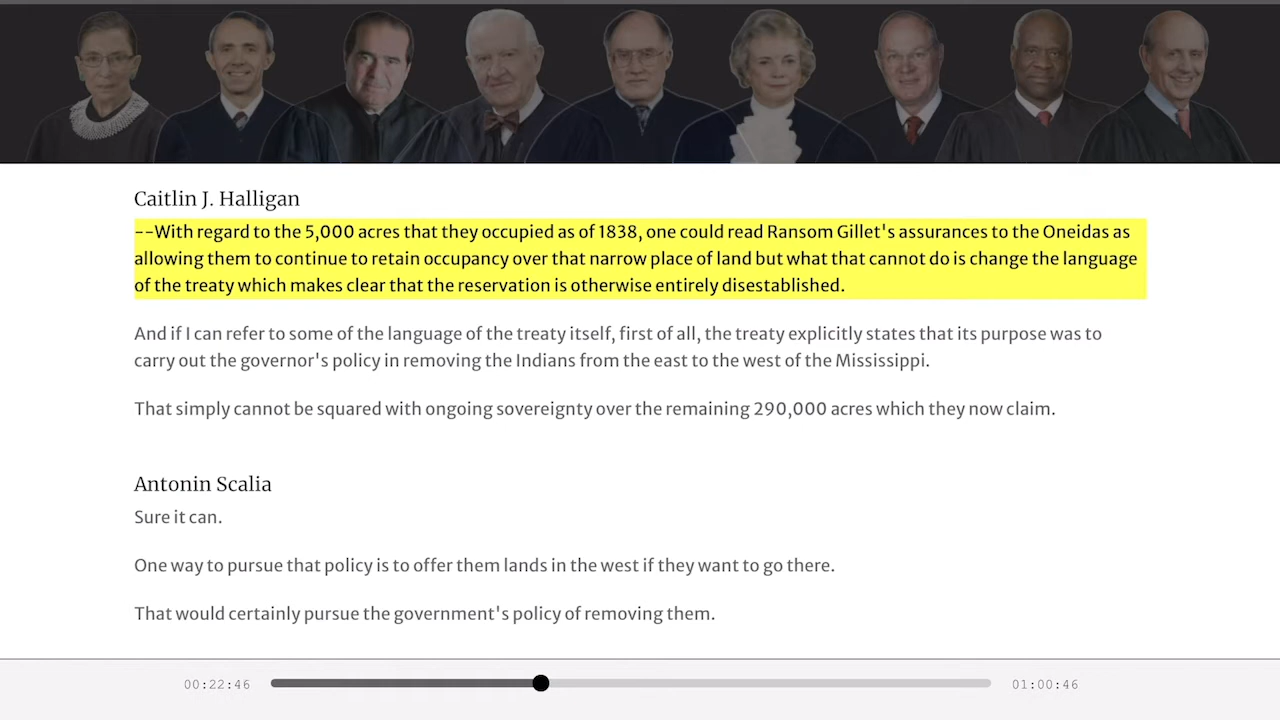 Caitlin J. Halligan
--With regard to the 5,000 acres that they occupied as of 1838, one could read Ransom Gillet's assurances to the Oneidas as
allowing them to continue to retain occupancy over that narrow place of land but what that cannot do is change the language
of the treaty which makes clear that the reservation is otherwise entirely disestablished.
And if I can refer to some of the language of the treaty itself, first of all, the treaty explicitly states that its purpose was to
carry out the governor's policy in removing the Indians from the east to the west of the Mississippi.
That simply cannot be squared with ongoing sovereignty over the remaining 290,000 acres which they now claim.
Antonin Scalia
Sure it can.
One way to pursue that policy is to offer them lands in the west if they want to go there.
That would certainly pursue the government's policy of removing them.
00:22:46
01:00:46